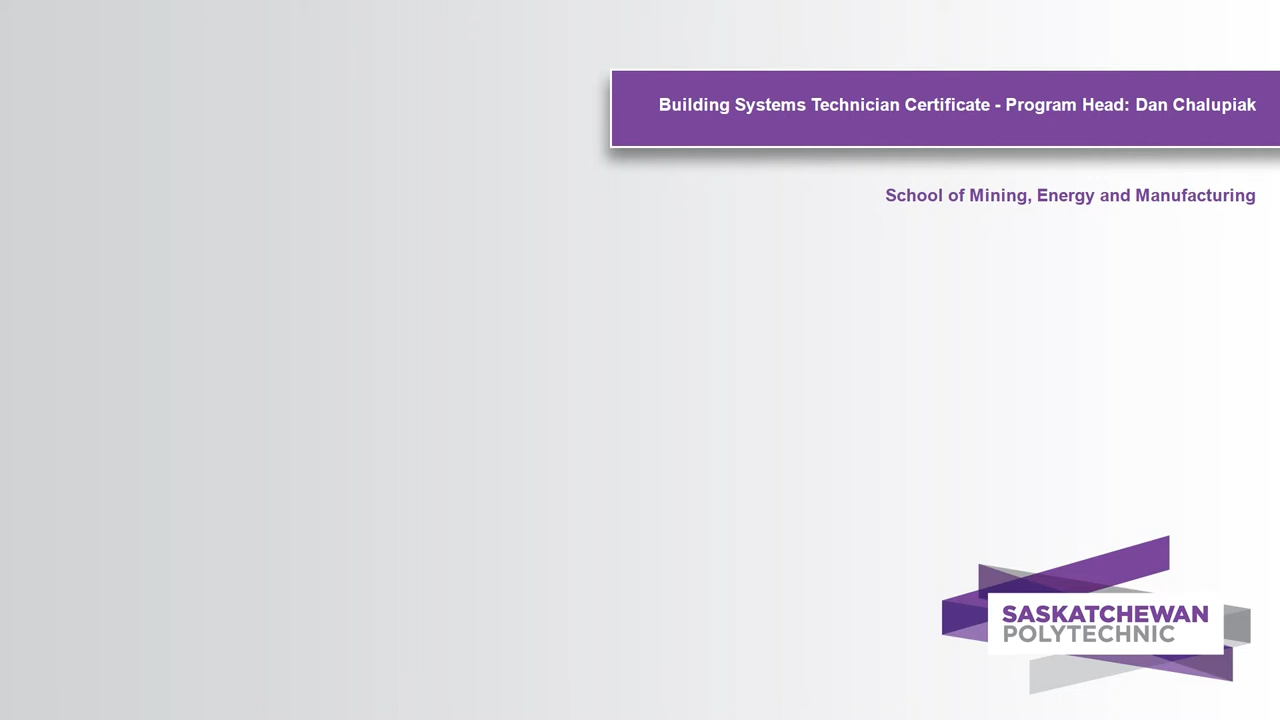 Building Systems Technician Certificate - Program Head: Dan Chalupiak
School of Mining, Energy and Manufacturing
SASKATCHEWAN
POLYTECHNIC